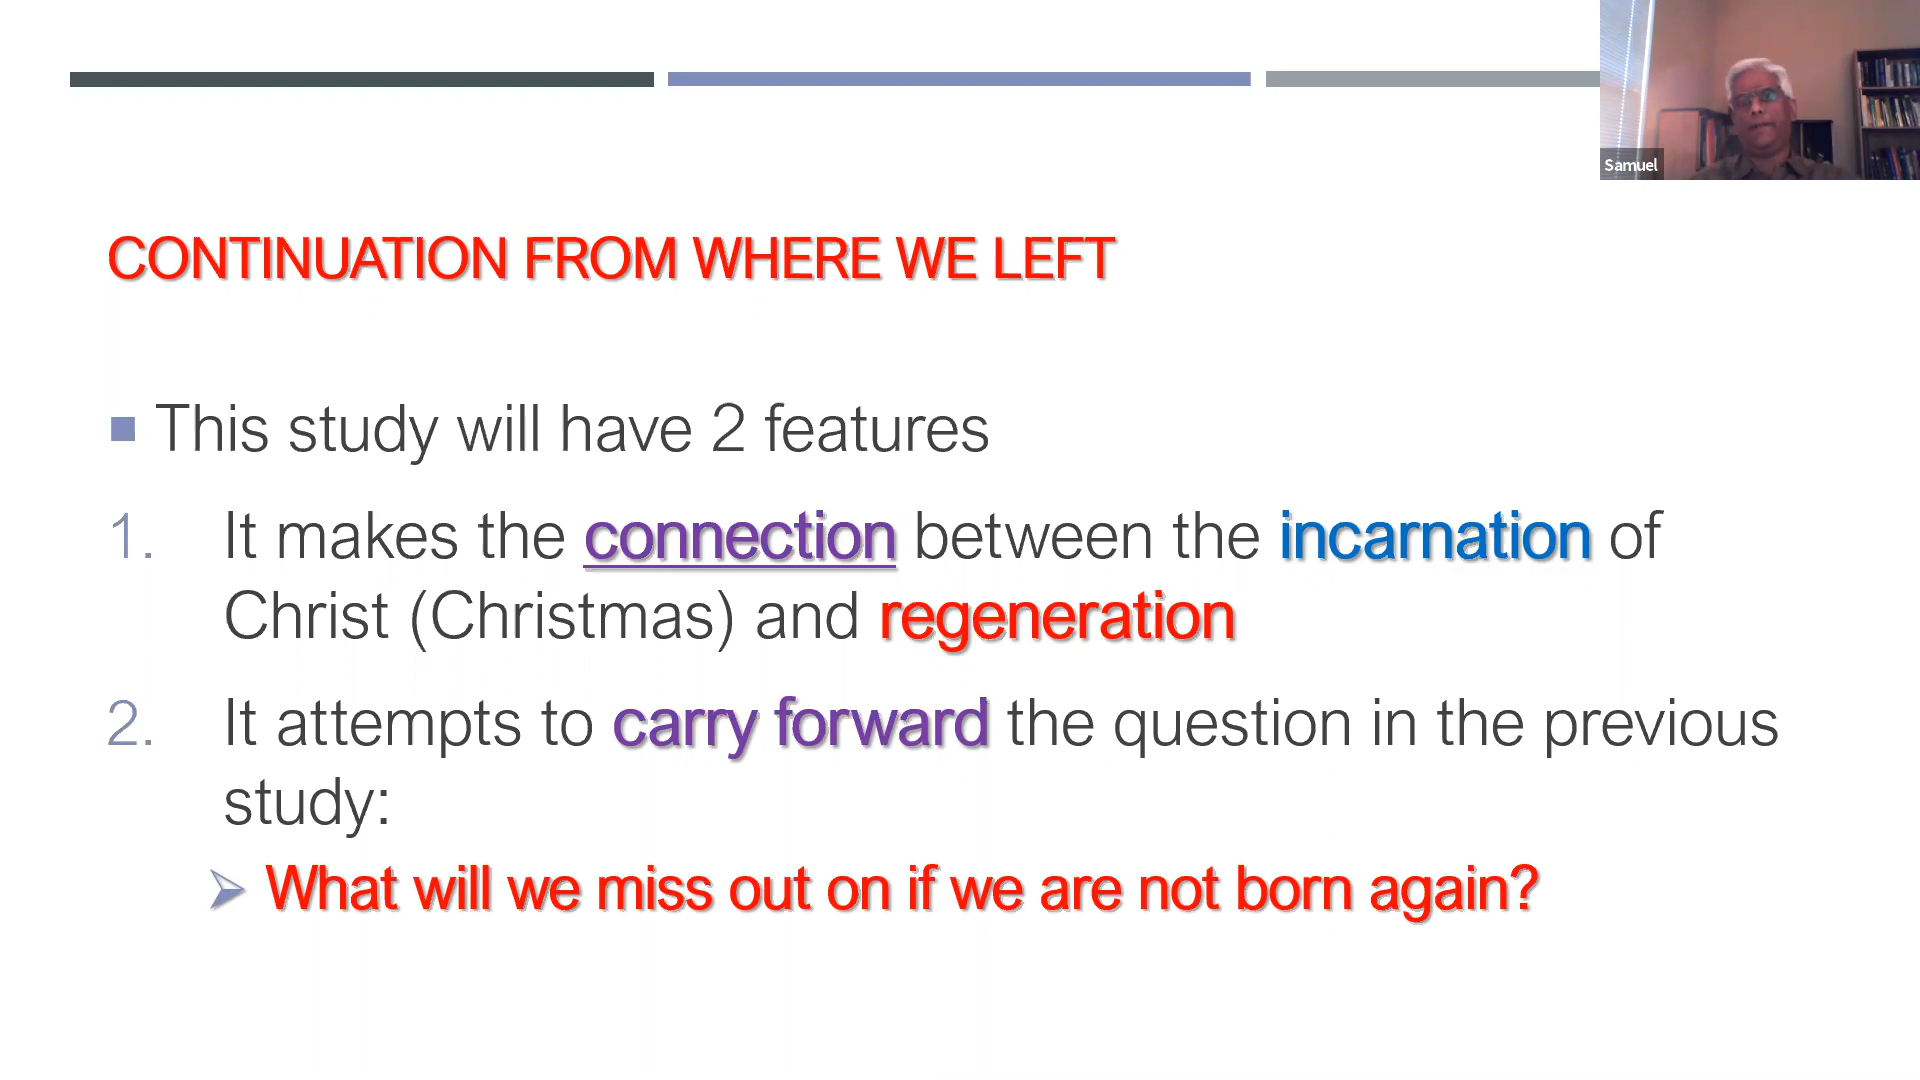 Samuel
CONTINUATION FROM WHERE WE LEFT
This study will have 2 features
1. It makes the connection between the incarnation of
Christ (Christmas) and regeneration
2. It attempts to carry forward the question in the previous
study:
What will we miss out on if we are not born again?